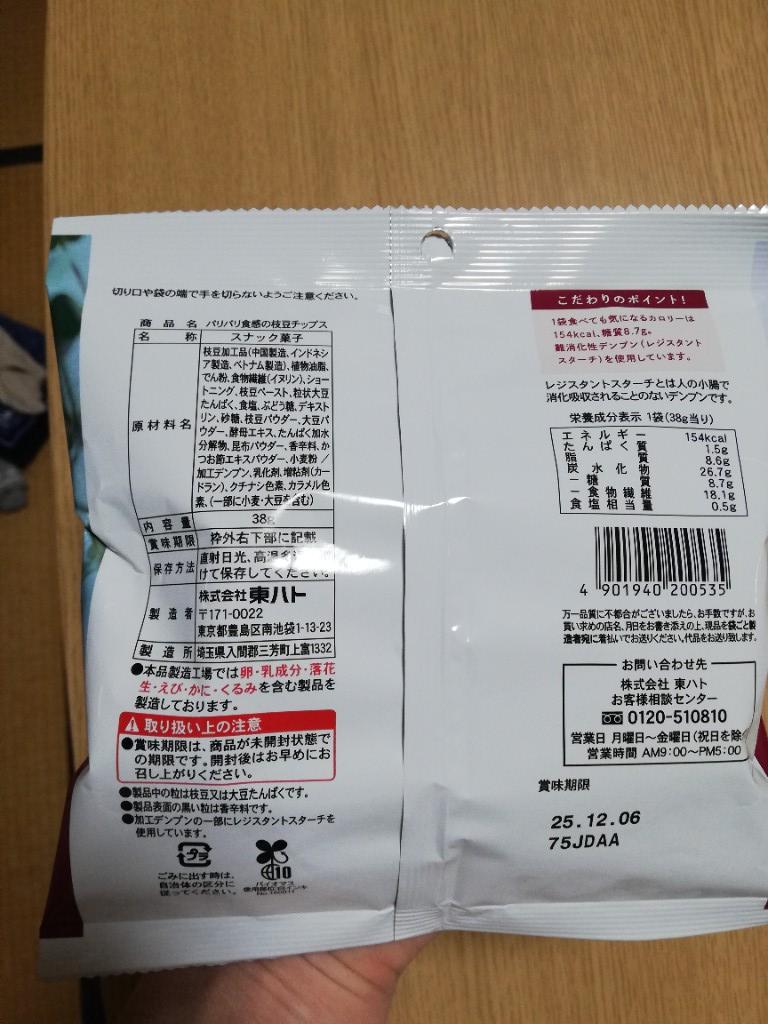 切り口や袋の端で手を切らないようご注意ください。
商品名 パリパリ食感の枝豆チップス
名称 スナック菓子
原材料名
枝豆加工品(中国製造、インドネシ
ア製造、ベトナム製造)、植物油脂、
でん粉、食物繊維(イヌリン)、ショー
トニング、枝豆ペースト、粒状大豆
たんぱく、食塩、ぶどう糖、デキスト
リン、砂糖、枝豆パウダー、大豆パ
ウダー、酵母エキス、たんぱく加水
分解物、昆布パウダー、香辛料、か
つお節エキスパウダー、小麦粉/
加工デンプン、乳化剤、増粘剤(カー
ドラン)、クチナシ色素、カラメル色
素、(一部に小麦・大豆を含む)
内容量 38g
賞味期限 枠外右下部に記載
保存方法 直射日光、高温多
けて保存してください。
製造者 株式会社 東ハト
〒171-0022
東京都豊島区南池袋1-13-23
製造所 埼玉県入間郡三芳町上富1332
●本品製造工場では卵・乳成分・落花
生・えび・かに・くるみを含む製品を
製造しております。
取り扱い上の注意
●賞味期限は、商品が未開封状態で
の期限です。開封後はお早めにお
召し上がりください。
●製品中の粒は枝豆又は大豆たんぱくです。
●製品表面の黒い粒は香辛料です。
●加工デンプンの一部にレジスタントスターチを
使用しています。
プラ
ごみに出す時は、
自治体の区分に
従ってください。
10
バイオマス
こだわりのポイント!
1袋食べても気になるカロリーは
154kcal、糖質8.7g。
難消化性デンプン(レジスタント
スターチ)を使用しています。
レジスタントスターチとは人の小腸で
消化吸収されることのないデンプンです。
栄養成分表示 1袋(38g当り)
エネルギー 154kcal
たんぱく質 1.5g
脂質 8.6g
炭水化物 26.7g
－糖質 8.7g
－食物繊維 18.1g
食塩相当量 0.5g
4 901940 200535
万一品質に不都合がございましたら、お手数ですが、お
買い求めの店名、月日をお書き添えの上、現品を袋ごと製
造者宛に着払いでお送りください。代品をお送り致します。
お問い合わせ先
株式会社 東ハト
お客様相談センター
0120-510810
営業日 月曜日～金曜日(祝日を除
営業時間 AM9:00～PM5:00
賞味期限
25.12.06
75JDAA